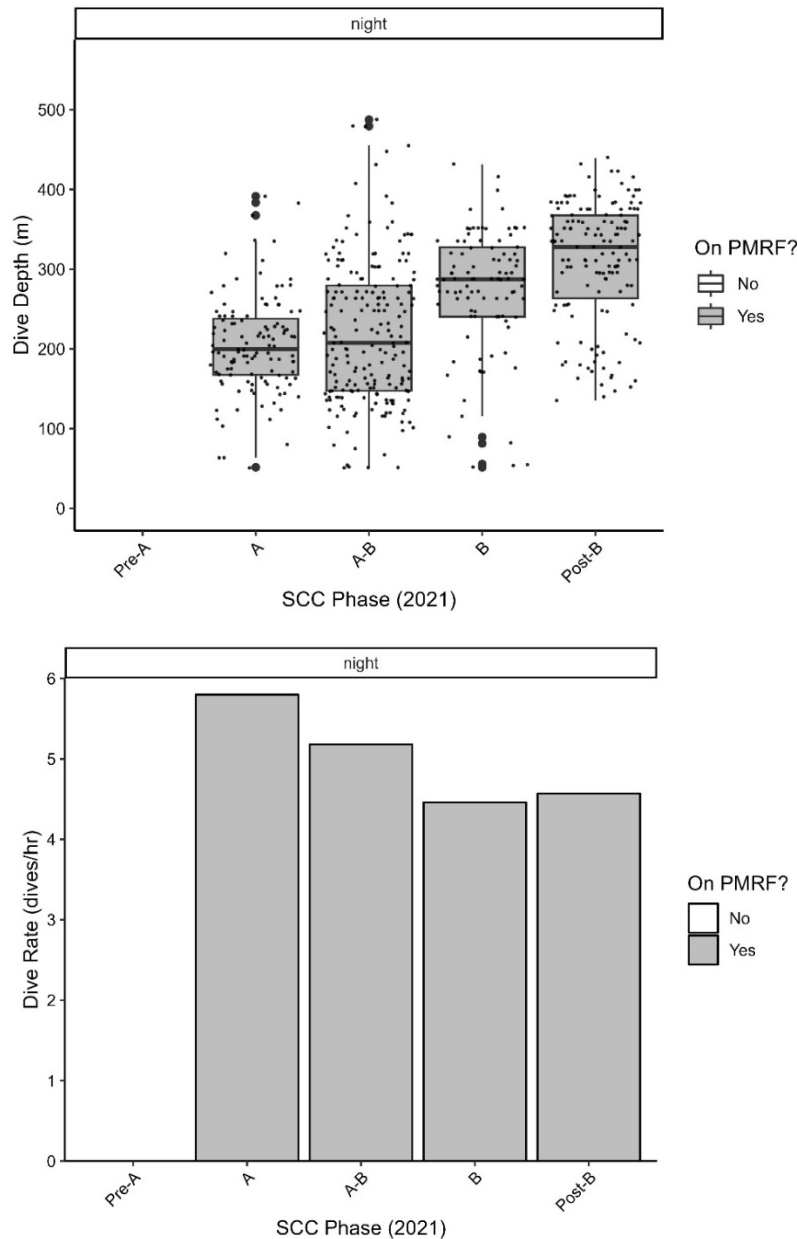 night
Dive Depth (m)
500
400
300
200
100
0
Pre-A
A
A-B
B
Post-B
SCC Phase (2021)
On PMRF?
No
Yes
night
Dive Rate (dives/hr)
6
5
4
3
2
1
0
Pre-A
A
A-B
B
Post-B
SCC Phase (2021)
On PMRF?
No
Yes